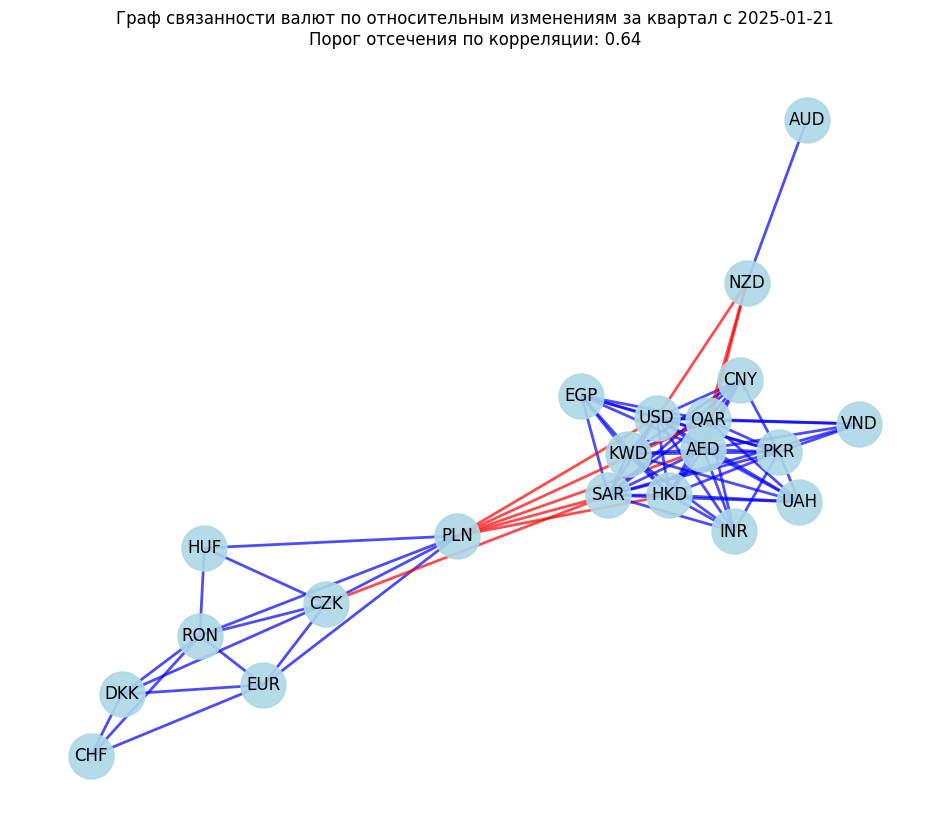 Граф связанности валют по относительным изменениям за квартал с 2025-01-21
Порог отсечения по корреляции: 0.64
AUD
NZD
CNY
EGP
USD
QAR
VND
KWD
AED
PKR
SAR
HKD
UAH
INR
PLN
HUF
CZK
RON
EUR
DKK
CHF